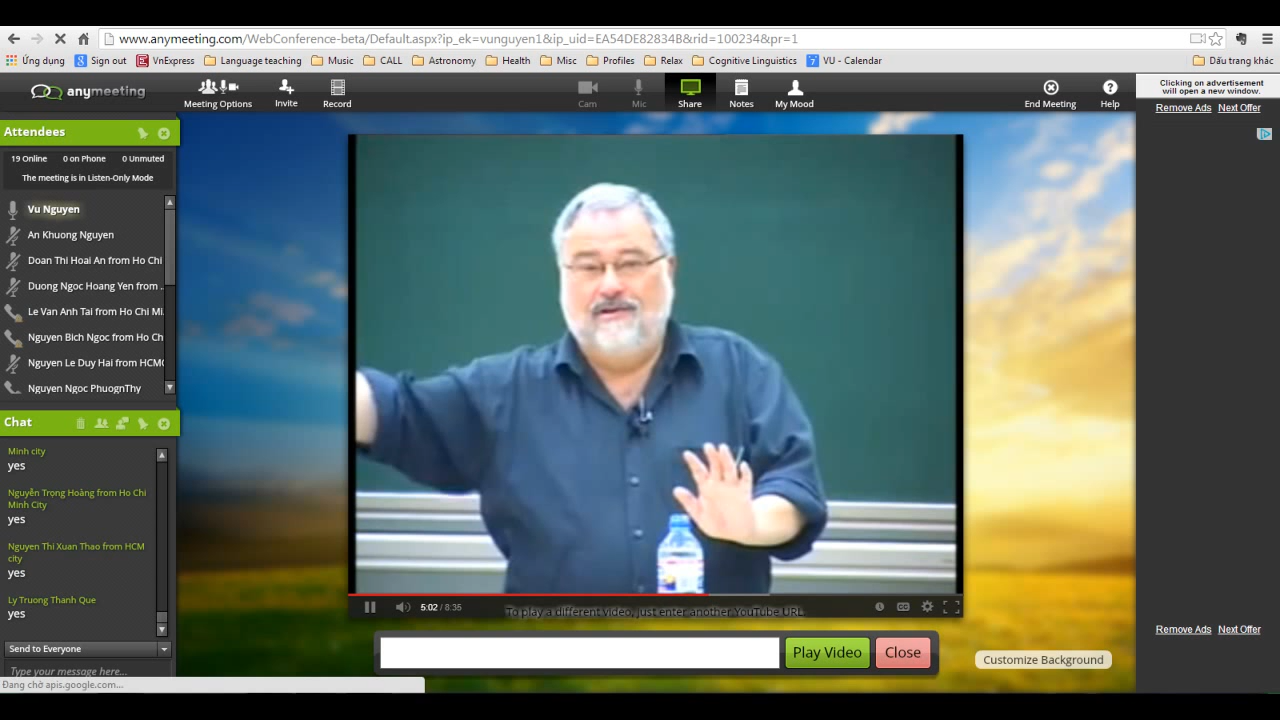 www.anymeeting.com/WebConference-beta/Default.aspx?ip_ek=vunguyen1&ip_uid=EA54DE82834B&rid=100234&pr=1
Ứng dụng Sign out VnExpress Language teaching Music CALL Astronomy Health Misc Profiles Relax Cognitive Linguistics 7 VU - Calendar Dấu trang khác
anymeeting
Meeting Options Invite Record Cam Mic Share Notes My Mood End Meeting Help
Clicking on advertisement
will open a new window.
Remove Ads Next Offer
Attendees
19 Online 0 on Phone 0 Unmuted
The meeting is in Listen-Only Mode
Vu Nguyen
An Khuong Nguyen
Doan Thi Hoai An from Ho Chi
Duong Ngoc Hoang Yen from ..
Le Van Anh Tai from Ho Chi Mi
Nguyen Bich Ngoc from Ho Ch
Nguyen Le Duy Hai from HCMC
Nguyen Ngoc PhuognThy
Chat
Minh city
yes
Nguyễn Trọng Hoàng from Ho Chi
Minh City
yes
Nguyen Thi Xuan Thao from HCM
city
yes
Ly Truong Thanh Que
yes
Send to Everyone
Type your message here...
Đang chờ apis.google.com...
5:02 / 8:35
To play a different video, just enter another YouTube URL
Play Video Close
Customize Background
Remove Ads Next Offer